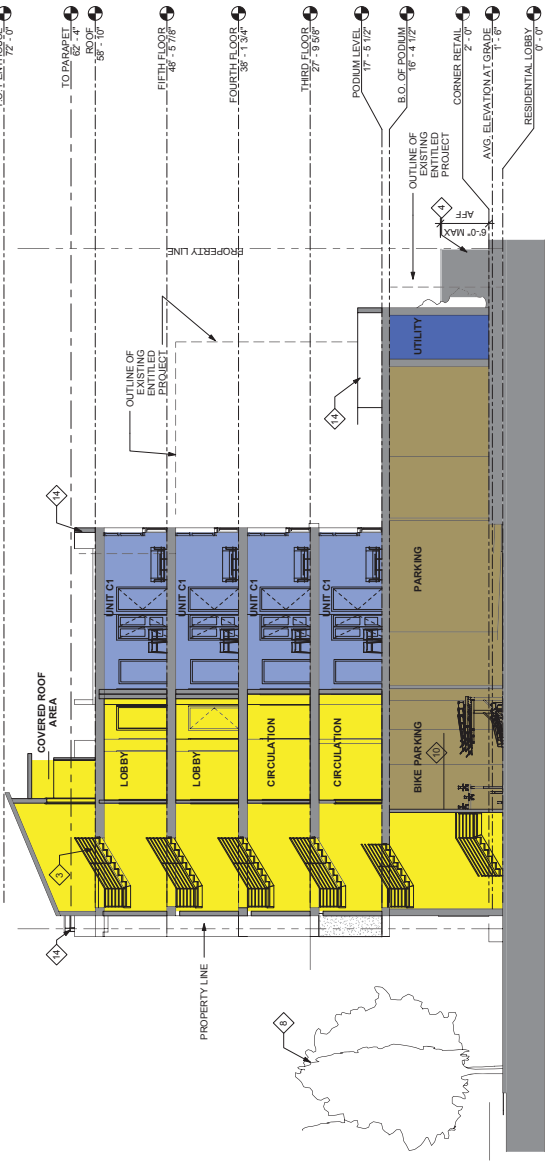 72' - 0"
TO PARAPET
62' - 4"
ROOF
58' - 10"
FIFTH FLOOR
48' - 5 7/8"
FOURTH FLOOR
38' - 1 3/4"
THIRD FLOOR
27' - 9 5/8"
PODIUM LEVEL
17' - 5 1/2"
B.O. OF PODIUM
16' - 4 1/2"
CORNER RETAIL
2' - 0"
AVG. ELEVATION AT GRADE
1' - 6"
RESIDENTIAL LOBBY
0' - 0"
OUTLINE OF
EXISTING
ENTITLED
PROJECT
4
6'-0" MAX
AFF
PROPERTY LINE
OUTLINE OF
EXISTING
ENTITLED
PROJECT
14
UTILITY
14
UNIT C1
UNIT C1
UNIT C1
UNIT C1
PARKING
COVERED ROOF
AREA
LOBBY
LOBBY
CIRCULATION
CIRCULATION
BIKE PARKING
10
3
14
PROPERTY LINE
8